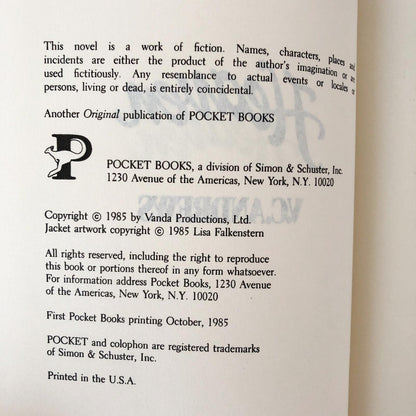 This novel is a work of fiction. Names, characters, places and
incidents are either the product of the author's imagination or are
used fictitiously. Any resemblance to actual events or locales or
persons, living or dead, is entirely coincidental.
Another Original publication of POCKET BOOKS
P
POCKET BOOKS, a division of Simon & Schuster, Inc.
1230 Avenue of the Americas, New York, N.Y. 10020
Copyright © 1985 by Vanda Productions, Ltd.
Jacket artwork copyright © 1985 Lisa Falkenstern
All rights reserved, including the right to reproduce
this book or portions thereof in any form whatsoever.
For information address Pocket Books, 1230 Avenue
of the Americas, New York, N.Y. 10020
First Pocket Books printing October, 1985
POCKET and colophon are registered trademarks
of Simon & Schuster, Inc.
Printed in the U.S.A.